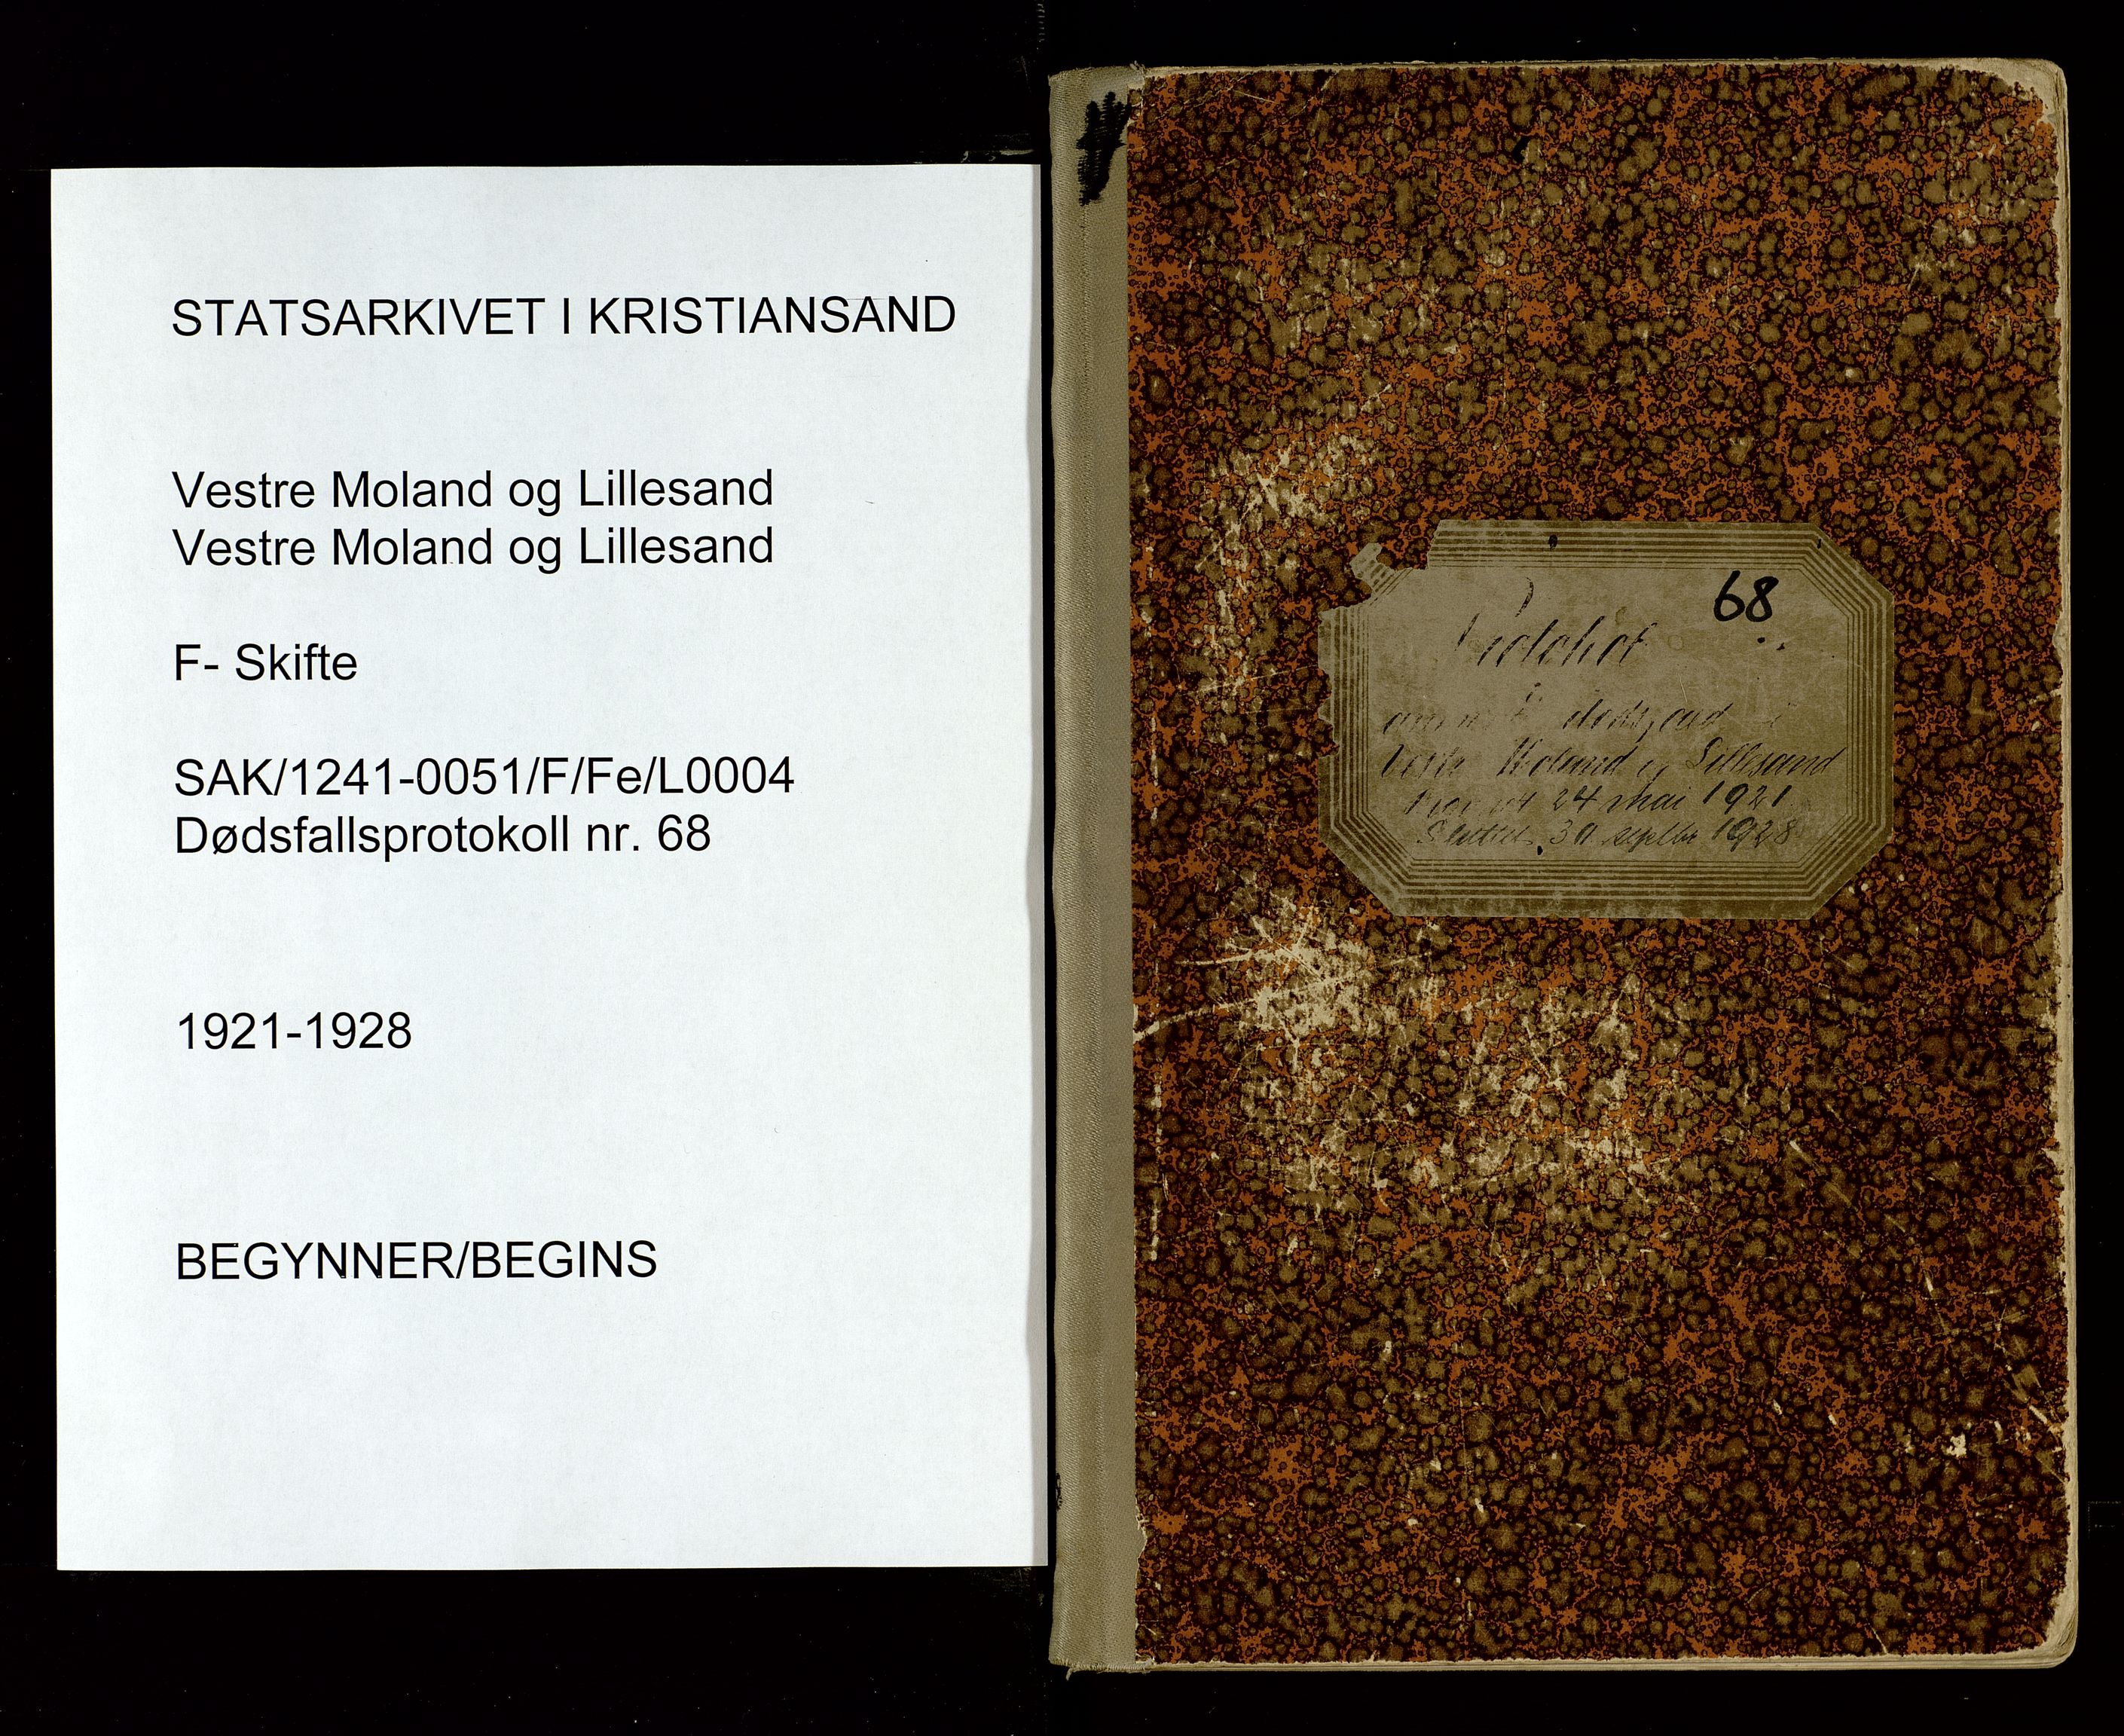 STATSARKIVET I KRISTIANSAND
Vestre Moland og Lillesand
Vestre Moland og Lillesand
F- Skifte
SAK/1241-0051/F/Fe/L0004
Dødsfallsprotokoll nr. 68
1921-1928
BEGYNNER/BEGINS
68
Moland og Lillesand
24 mai 1921
Sluttet 30 septbr 1928